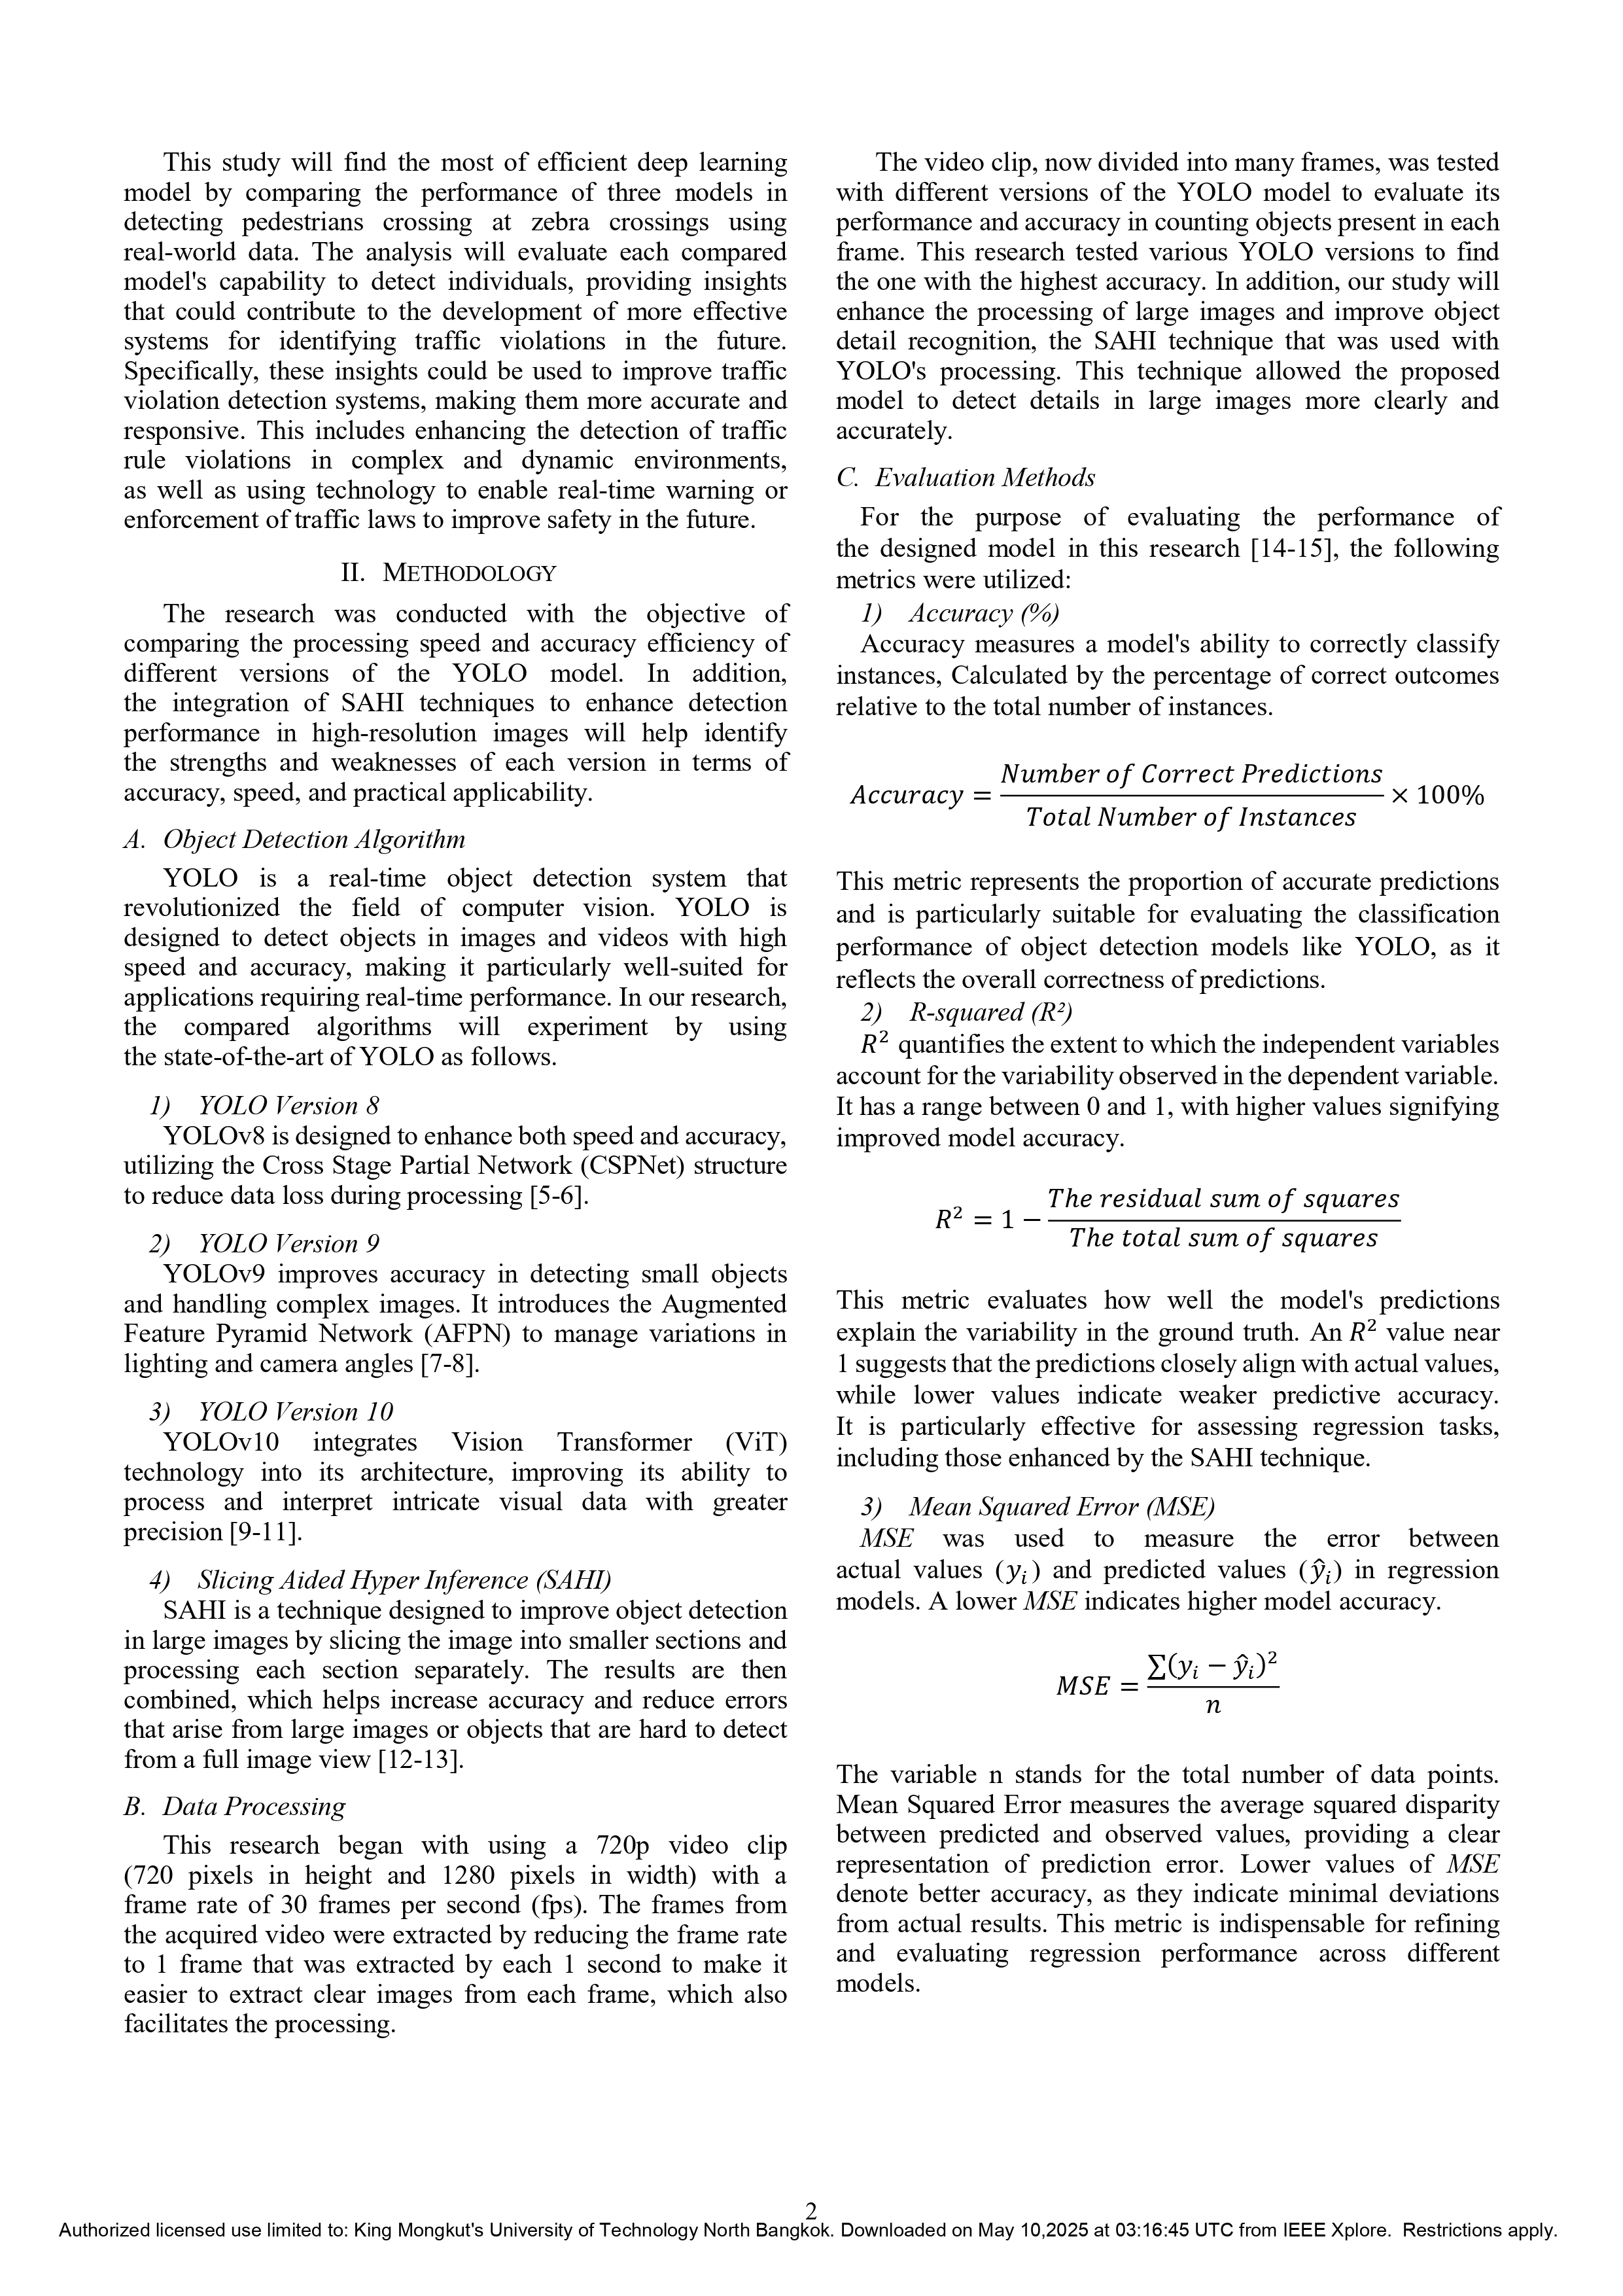 This study will find the most of efficient deep learning
model by comparing the performance of three models in
detecting pedestrians crossing at zebra crossings using
real-world data. The analysis will evaluate each compared
model's capability to detect individuals, providing insights
that could contribute to the development of more effective
systems for identifying traffic violations in the future.
Specifically, these insights could be used to improve traffic
violation detection systems, making them more accurate and
responsive. This includes enhancing the detection of traffic
rule violations in complex and dynamic environments,
as well as using technology to enable real-time warning or
enforcement of traffic laws to improve safety in the future.
II. METHODOLOGY
The research was conducted with the objective of
comparing the processing speed and accuracy efficiency of
different versions of the YOLO model. In addition,
the integration of SAHI techniques to enhance detection
performance in high-resolution images will help identify
the strengths and weaknesses of each version in terms of
accuracy, speed, and practical applicability.
A. Object Detection Algorithm
YOLO is a real-time object detection system that
revolutionized the field of computer vision. YOLO is
designed to detect objects in images and videos with high
speed and accuracy, making it particularly well-suited for
applications requiring real-time performance. In our research,
the compared algorithms will experiment by using
the state-of-the-art of YOLO as follows.
1) YOLO Version 8
YOLOv8 is designed to enhance both speed and accuracy,
utilizing the Cross Stage Partial Network (CSPNet) structure
to reduce data loss during processing [5-6].
2) YOLO Version 9
YOLOv9 improves accuracy in detecting small objects
and handling complex images. It introduces the Augmented
Feature Pyramid Network (AFPN) to manage variations in
lighting and camera angles [7-8].
3) YOLO Version 10
YOLOv10 integrates Vision Transformer (ViT)
technology into its architecture, improving its ability to
process and interpret intricate visual data with greater
precision [9-11].
4) Slicing Aided Hyper Inference (SAHI)
SAHI is a technique designed to improve object detection
in large images by slicing the image into smaller sections and
processing each section separately. The results are then
combined, which helps increase accuracy and reduce errors
that arise from large images or objects that are hard to detect
from a full image view [12-13].
B. Data Processing
This research began with using a 720p video clip
(720 pixels in height and 1280 pixels in width) with a
frame rate of 30 frames per second (fps). The frames from
the acquired video were extracted by reducing the frame rate
to 1 frame that was extracted by each 1 second to make it
easier to extract clear images from each frame, which also
facilitates the processing.
The video clip, now divided into many frames, was tested
with different versions of the YOLO model to evaluate its
performance and accuracy in counting objects present in each
frame. This research tested various YOLO versions to find
the one with the highest accuracy. In addition, our study will
enhance the processing of large images and improve object
detail recognition, the SAHI technique that was used with
YOLO's processing. This technique allowed the proposed
model to detect details in large images more clearly and
accurately.
C. Evaluation Methods
For the purpose of evaluating the performance of
the designed model in this research [14-15], the following
metrics were utilized:
1) Accuracy (%)
Accuracy measures a model's ability to correctly classify
instances, Calculated by the percentage of correct outcomes
relative to the total number of instances.
Accuracy = Number of Correct Predictions / Total Number of Instances × 100%
This metric represents the proportion of accurate predictions
and is particularly suitable for evaluating the classification
performance of object detection models like YOLO, as it
reflects the overall correctness of predictions.
2) R-squared (R²)
R² quantifies the extent to which the independent variables
account for the variability observed in the dependent variable.
It has a range between 0 and 1, with higher values signifying
improved model accuracy.
R² = 1 − The residual sum of squares / The total sum of squares
This metric evaluates how well the model's predictions
explain the variability in the ground truth. An R² value near
1 suggests that the predictions closely align with actual values,
while lower values indicate weaker predictive accuracy.
It is particularly effective for assessing regression tasks,
including those enhanced by the SAHI technique.
3) Mean Squared Error (MSE)
MSE was used to measure the error between
actual values (yᵢ) and predicted values (ŷᵢ) in regression
models. A lower MSE indicates higher model accuracy.
MSE = ∑(yᵢ − ŷᵢ)² / n
The variable n stands for the total number of data points.
Mean Squared Error measures the average squared disparity
between predicted and observed values, providing a clear
representation of prediction error. Lower values of MSE
denote better accuracy, as they indicate minimal deviations
from actual results. This metric is indispensable for refining
and evaluating regression performance across different
models.
2
Authorized licensed use limited to: King Mongkut's University of Technology North Bangkok. Downloaded on May 10,2025 at 03:16:45 UTC from IEEE Xplore. Restrictions apply.